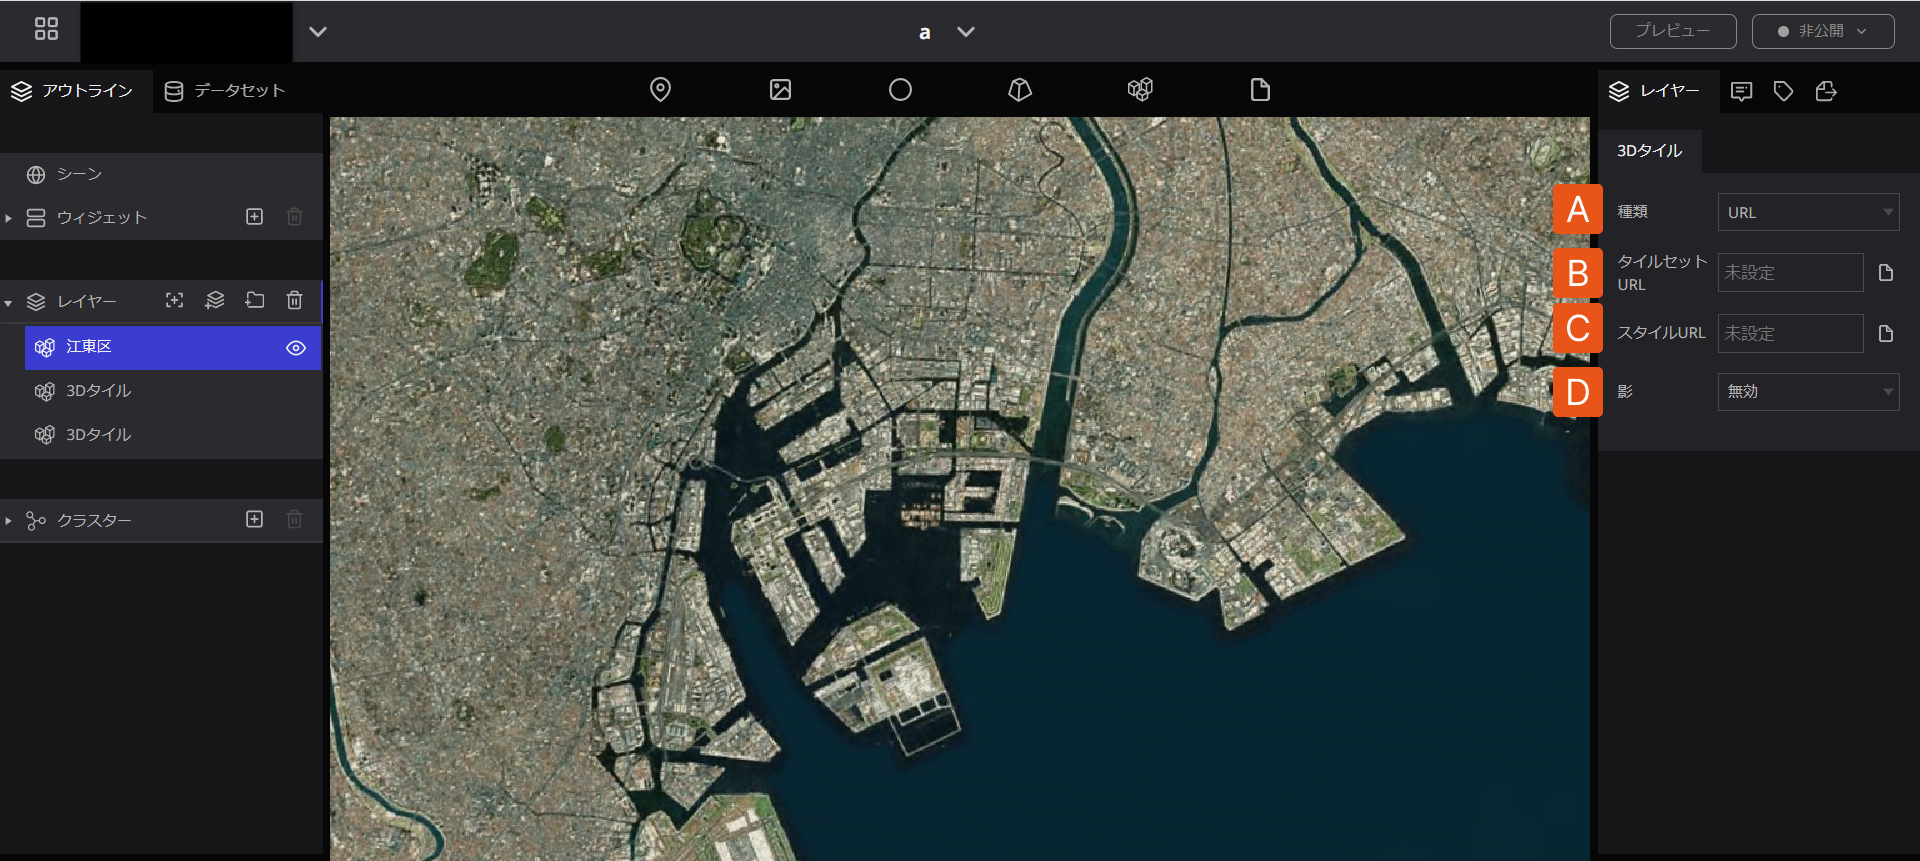 a
プレビュー
非公開
アウトライン
データセット
レイヤー
シーン
ウィジェット
レイヤー
江東区
3Dタイル
3Dタイル
クラスター
3Dタイル
A 種類 URL
B タイルセット
URL 未設定
C スタイルURL 未設定
D 影 無効